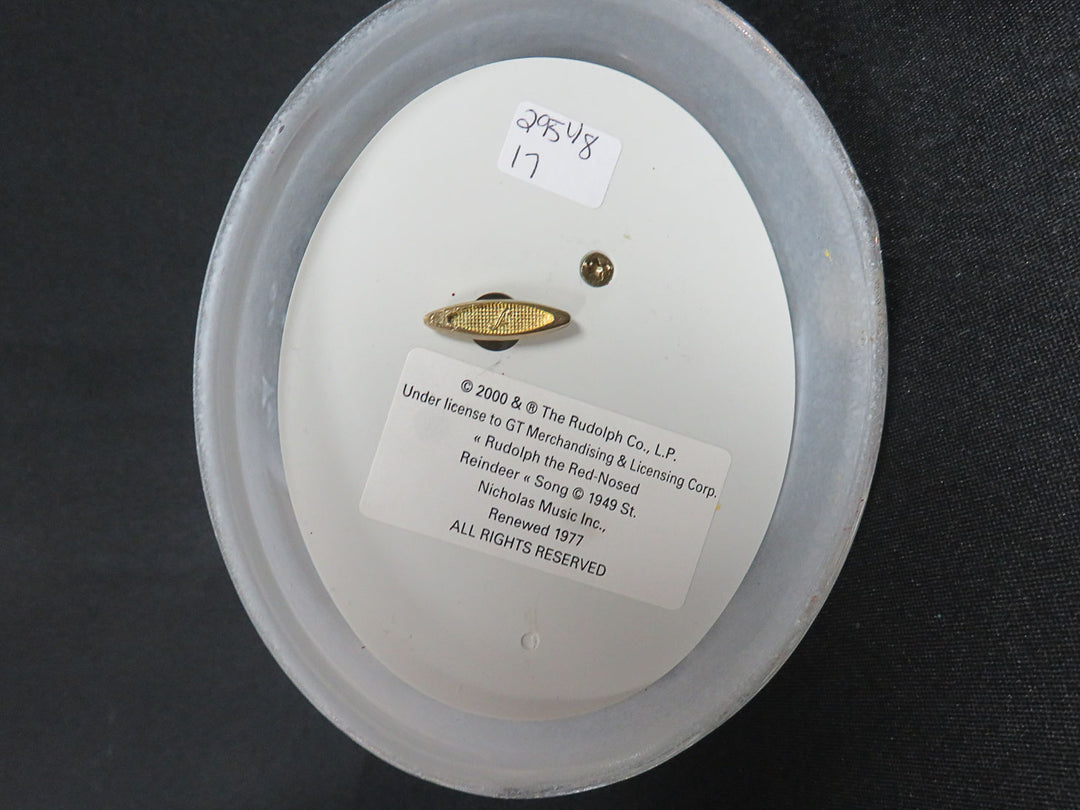 29548
17
© 2000 & ® The Rudolph Co., L.P.
Under license to GT Merchandising & Licensing Corp.
« Rudolph the Red-Nosed
Reindeer « Song © 1949 St.
Nicholas Music Inc.,
Renewed 1977
ALL RIGHTS RESERVED